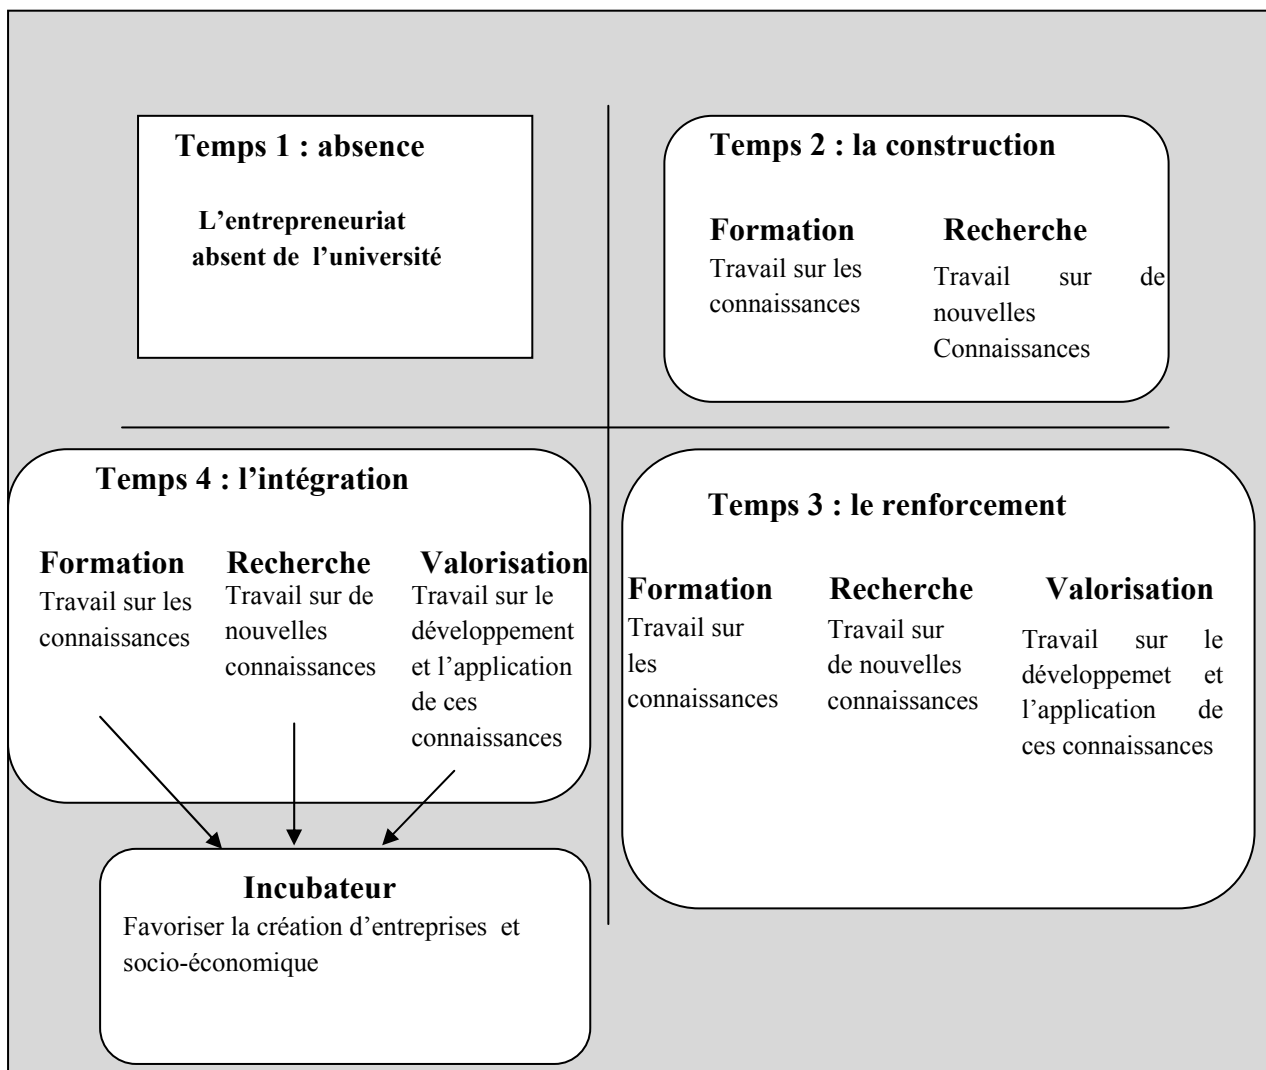 Temps 1 : absence
L’entrepreneuriat
absent de l’université
Temps 2 : la construction
Formation
Travail sur les
connaissances
Recherche
Travail sur de
nouvelles
Connaissances
Temps 4 : l’intégration
Formation
Travail sur les
connaissances
Recherche
Travail sur de
nouvelles
connaissances
Valorisation
Travail sur le
développement
et l’application
de ces
connaissances
Temps 3 : le renforcement
Formation
Travail sur
les
connaissances
Recherche
Travail sur
de nouvelles
connaissances
Valorisation
Travail sur le
développemet et
l’application de
ces connaissances
Incubateur
Favoriser la création d’entreprises et
socio-économique